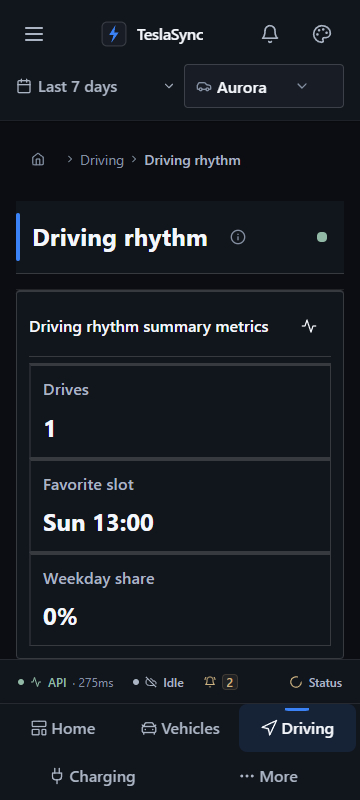 TeslaSync
Last 7 days
Aurora
Driving
Driving rhythm
Driving rhythm
Driving rhythm summary metrics
Drives
1
Favorite slot
Sun 13:00
Weekday share
0%
API · 275ms
Idle
2
Status
Home
Vehicles
Driving
Charging
More